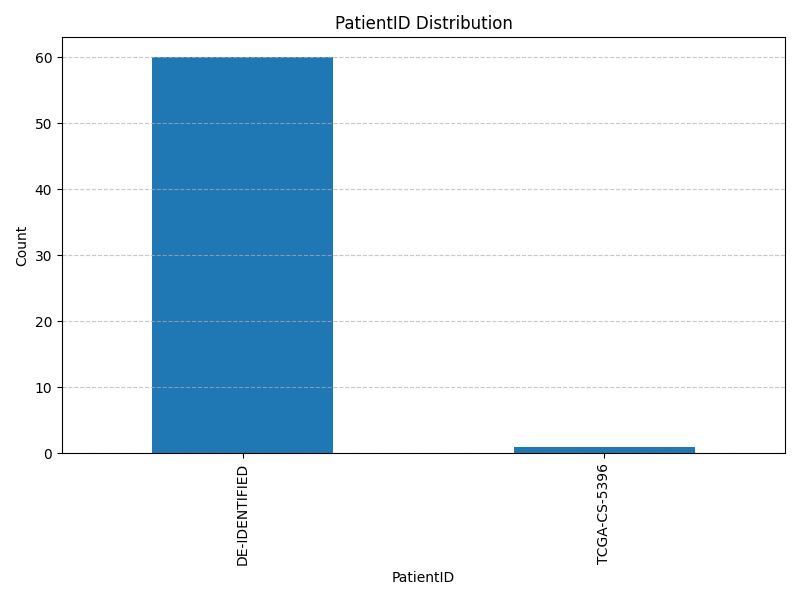 PatientID Distribution
60
50
40
30
20
10
0
Count
DE-IDENTIFIED
TCGA-CS-5396
PatientID